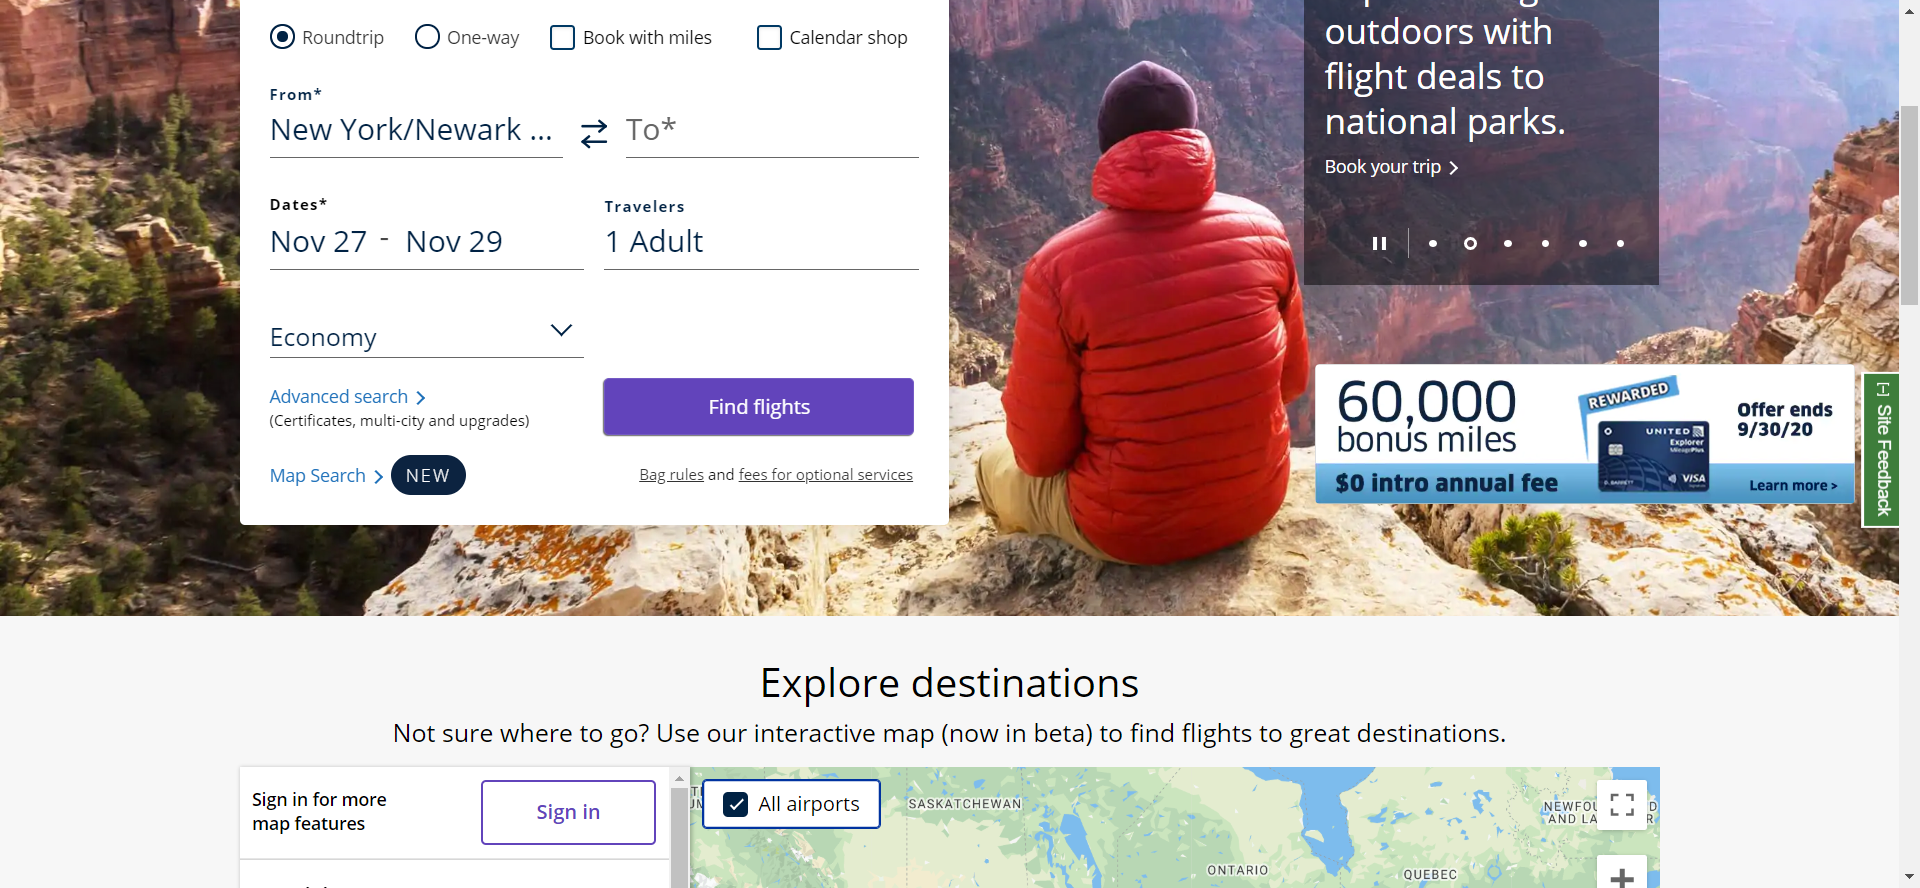 Roundtrip One-way Book with miles Calendar shop
From*
New York/Newark ... To*
Dates* Travelers
Nov 27 - Nov 29 1 Adult
Economy
Advanced search
(Certificates, multi-city and upgrades)
Find flights
Map Search NEW
Bag rules and fees for optional services
outdoors with
flight deals to
national parks.
Book your trip
60,000
bonus miles
$0 intro annual fee
REWARDED
UNITED
Explorer
MileagePlus
VISA
Offer ends
9/30/20
Learn more >
[-] Site Feedback
Explore destinations
Not sure where to go? Use our interactive map (now in beta) to find flights to great destinations.
Sign in for more
map features
Sign in
All airports
SASKATCHEWAN
ONTARIO
QUEBEC
AND